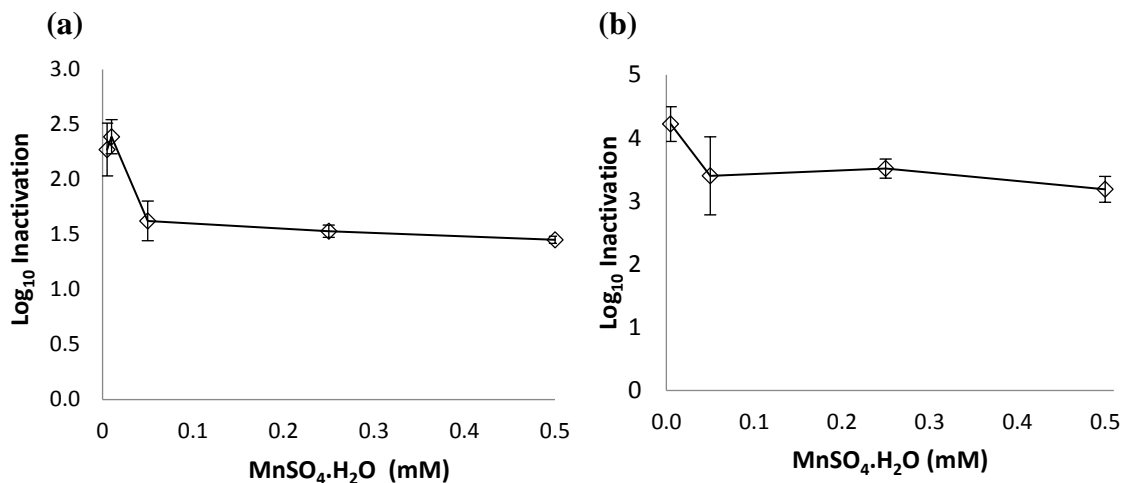 (a)
3.0
2.5
2.0
1.5
1.0
0.5
0.0
Log₁₀ Inactivation
0 0.1 0.2 0.3 0.4 0.5
MnSO₄.H₂O (mM)
(b)
5
4
3
2
1
0
Log₁₀ Inactivation
0.0 0.1 0.2 0.3 0.4 0.5
MnSO₄.H₂O (mM)